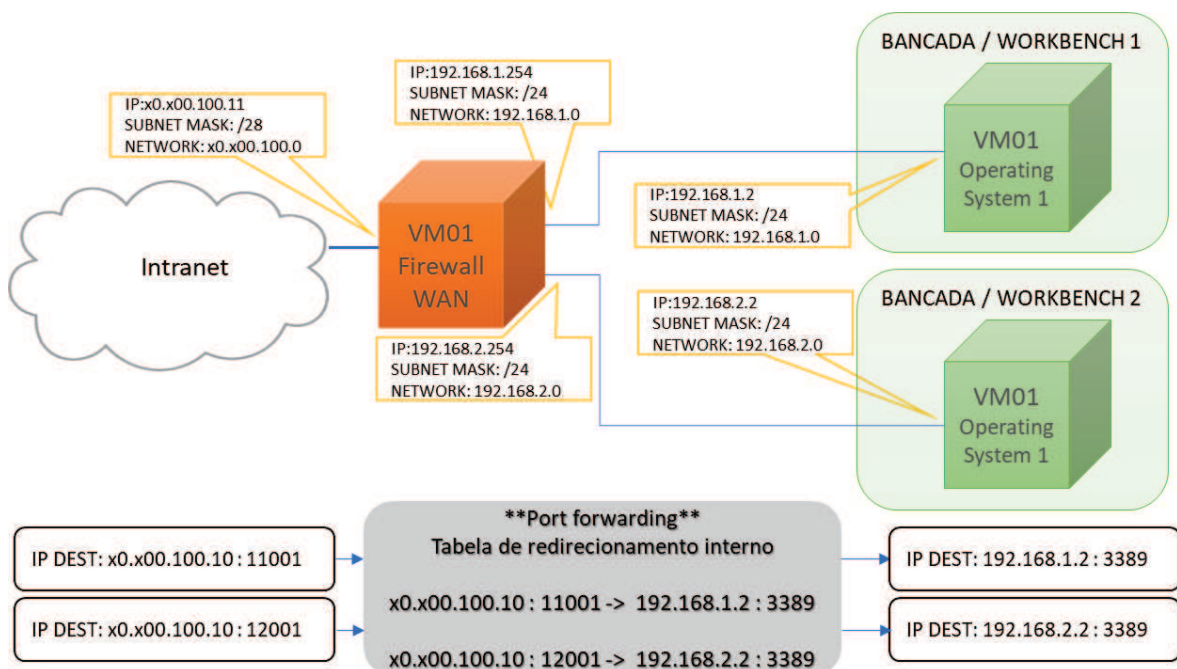 BANCADA / WORKBENCH 1
IP:192.168.1.254
SUBNET MASK: /24
NETWORK: 192.168.1.0
IP:x0.x00.100.11
SUBNET MASK: /28
NETWORK: x0.x00.100.0
VM01
Operating
System 1
IP:192.168.1.2
SUBNET MASK: /24
NETWORK: 192.168.1.0
Intranet
VM01
Firewall
WAN
BANCADA / WORKBENCH 2
IP:192.168.2.2
SUBNET MASK: /24
NETWORK: 192.168.2.0
IP:192.168.2.254
SUBNET MASK: /24
NETWORK: 192.168.2.0
VM01
Operating
System 1
**Port forwarding**
Tabela de redirecionamento interno
IP DEST: x0.x00.100.10 : 11001
x0.x00.100.10 : 11001 -> 192.168.1.2 : 3389
IP DEST: 192.168.1.2 : 3389
IP DEST: x0.x00.100.10 : 12001
x0.x00.100.10 : 12001 -> 192.168.2.2 : 3389
IP DEST: 192.168.2.2 : 3389